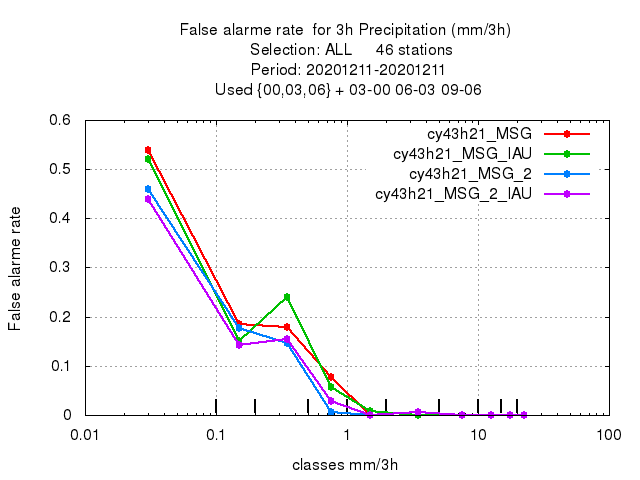 False alarme rate  for 3h Precipitation (mm/3h)
Selection: ALL     46 stations
Period: 20201211-20201211
Used {00,03,06} + 03-00 06-03 09-06
cy43h21_MSG
cy43h21_MSG_IAU
cy43h21_MSG_2
cy43h21_MSG_2_IAU
False alarme rate
0.6
0.5
0.4
0.3
0.2
0.1
0
0.01
0.1
1
10
100
classes mm/3h